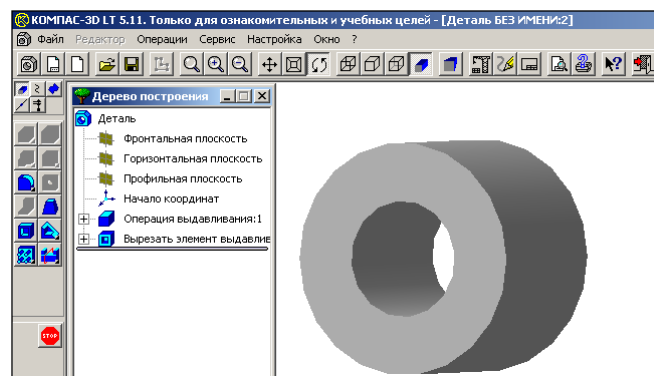 КОМПАС-3D LT 5.11. Только для ознакомительных и учебных целей - [Деталь БЕЗ ИМЕНИ:2]
Файл Редактор Операции Сервис Настройка Окно ?
Дерево построения
Деталь
Фронтальная плоскость
Горизонтальная плоскость
Профильная плоскость
Начало координат
Операция выдавливания:1
Вырезать элемент выдавлив
STOP